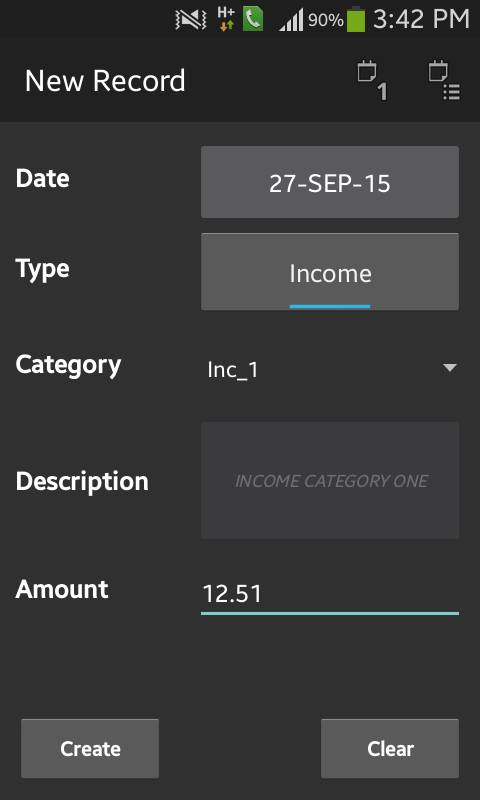 H+ 90% 3:42 PM
New Record 1
Date 27-SEP-15
Type Income
Category Inc_1
Description INCOME CATEGORY ONE
Amount 12.51
Create Clear